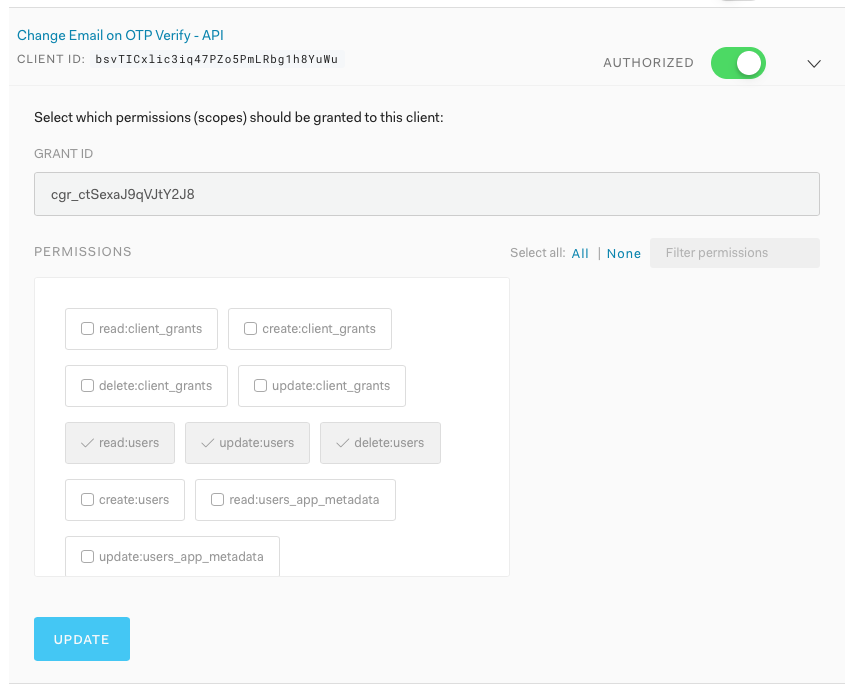 Change Email on OTP Verify - API
CLIENT ID: bsvTICxlic3iq47PZo5PmLRbg1h8YuWu
AUTHORIZED
Select which permissions (scopes) should be granted to this client:
GRANT ID
cgr_ctSexaJ9qVJtY2J8
PERMISSIONS
Select all: All | None
Filter permissions
read:client_grants
create:client_grants
delete:client_grants
update:client_grants
read:users
update:users
delete:users
create:users
read:users_app_metadata
update:users_app_metadata
UPDATE